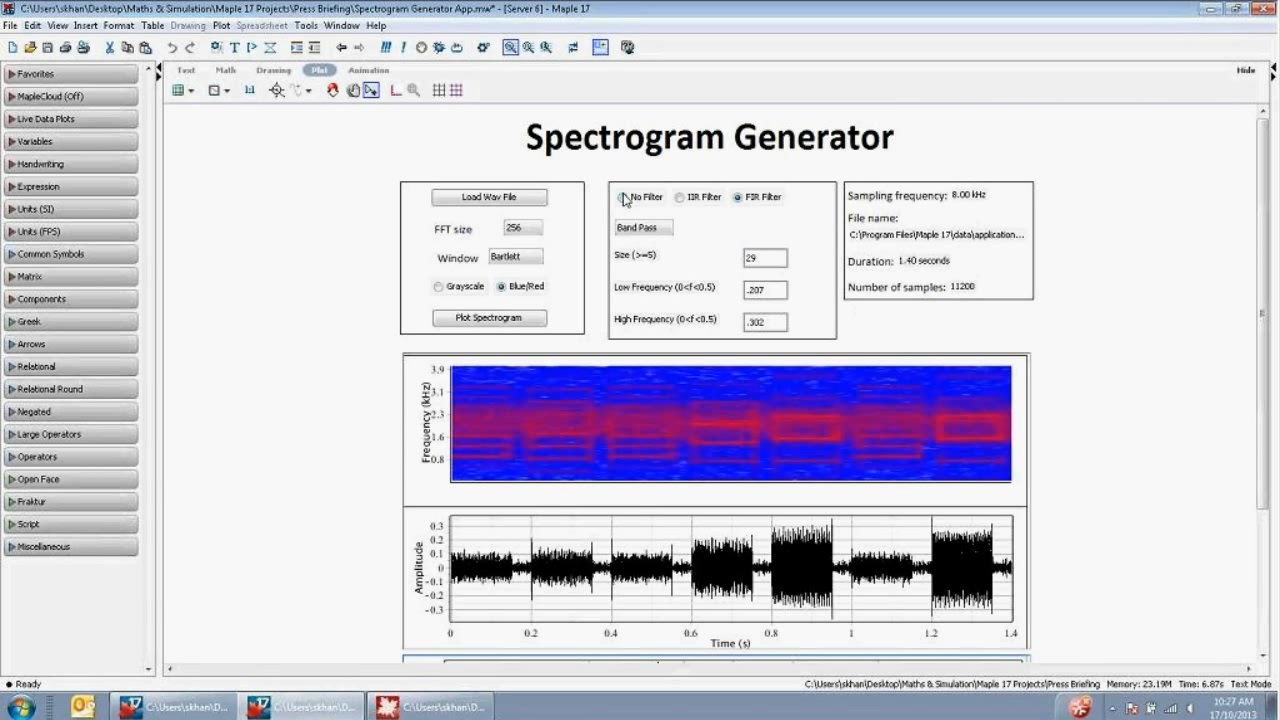 C:\Users\skhan\Desktop\Maths & Simulation\Maple 17 Projects\Press Briefing\Spectrogram Generator App.mw* - [Server 6] - Maple 17
File Edit View Insert Format Table Drawing Plot Spreadsheet Tools Window Help
Text Math Drawing Plot Animation Hide
Favorites
MapleCloud (Off)
Live Data Plots
Variables
Handwriting
Expression
Units (SI)
Units (FPS)
Common Symbols
Matrix
Components
Greek
Arrows
Relational
Relational Round
Negated
Large Operators
Operators
Open Face
Fraktur
Script
Miscellaneous
Spectrogram Generator
Load Wav File
FFT size 256
Window Bartlett
Grayscale Blue/Red
Plot Spectrogram
No Filter IIR Filter FIR Filter
Band Pass
Size (>=5) 29
Low Frequency (0<f<0.5) .207
High Frequency (0<f<0.5) .302
Sampling frequency: 8.00 kHz
File name:
C:\Program Files\Maple 17\data\application...
Duration: 1.40 seconds
Number of samples: 11200
Frequency (kHz)
3.9
3.1
2.3
1.6
0.8
Amplitude
0.3
0.2
0.1
0
-0.1
-0.2
-0.3
0 0.2 0.4 0.6 0.8 1 1.2 1.4
Time (s)
Ready
C:\Users\skhan\Desktop\Maths & Simulation\Maple 17 Projects\Press Briefing Memory: 23.19M Time: 6.87s Text Mode
C:\Users\skhan\D... C:\Users\skhan\D... C:\Users\skhan\D...
10:27 AM
17/10/2013